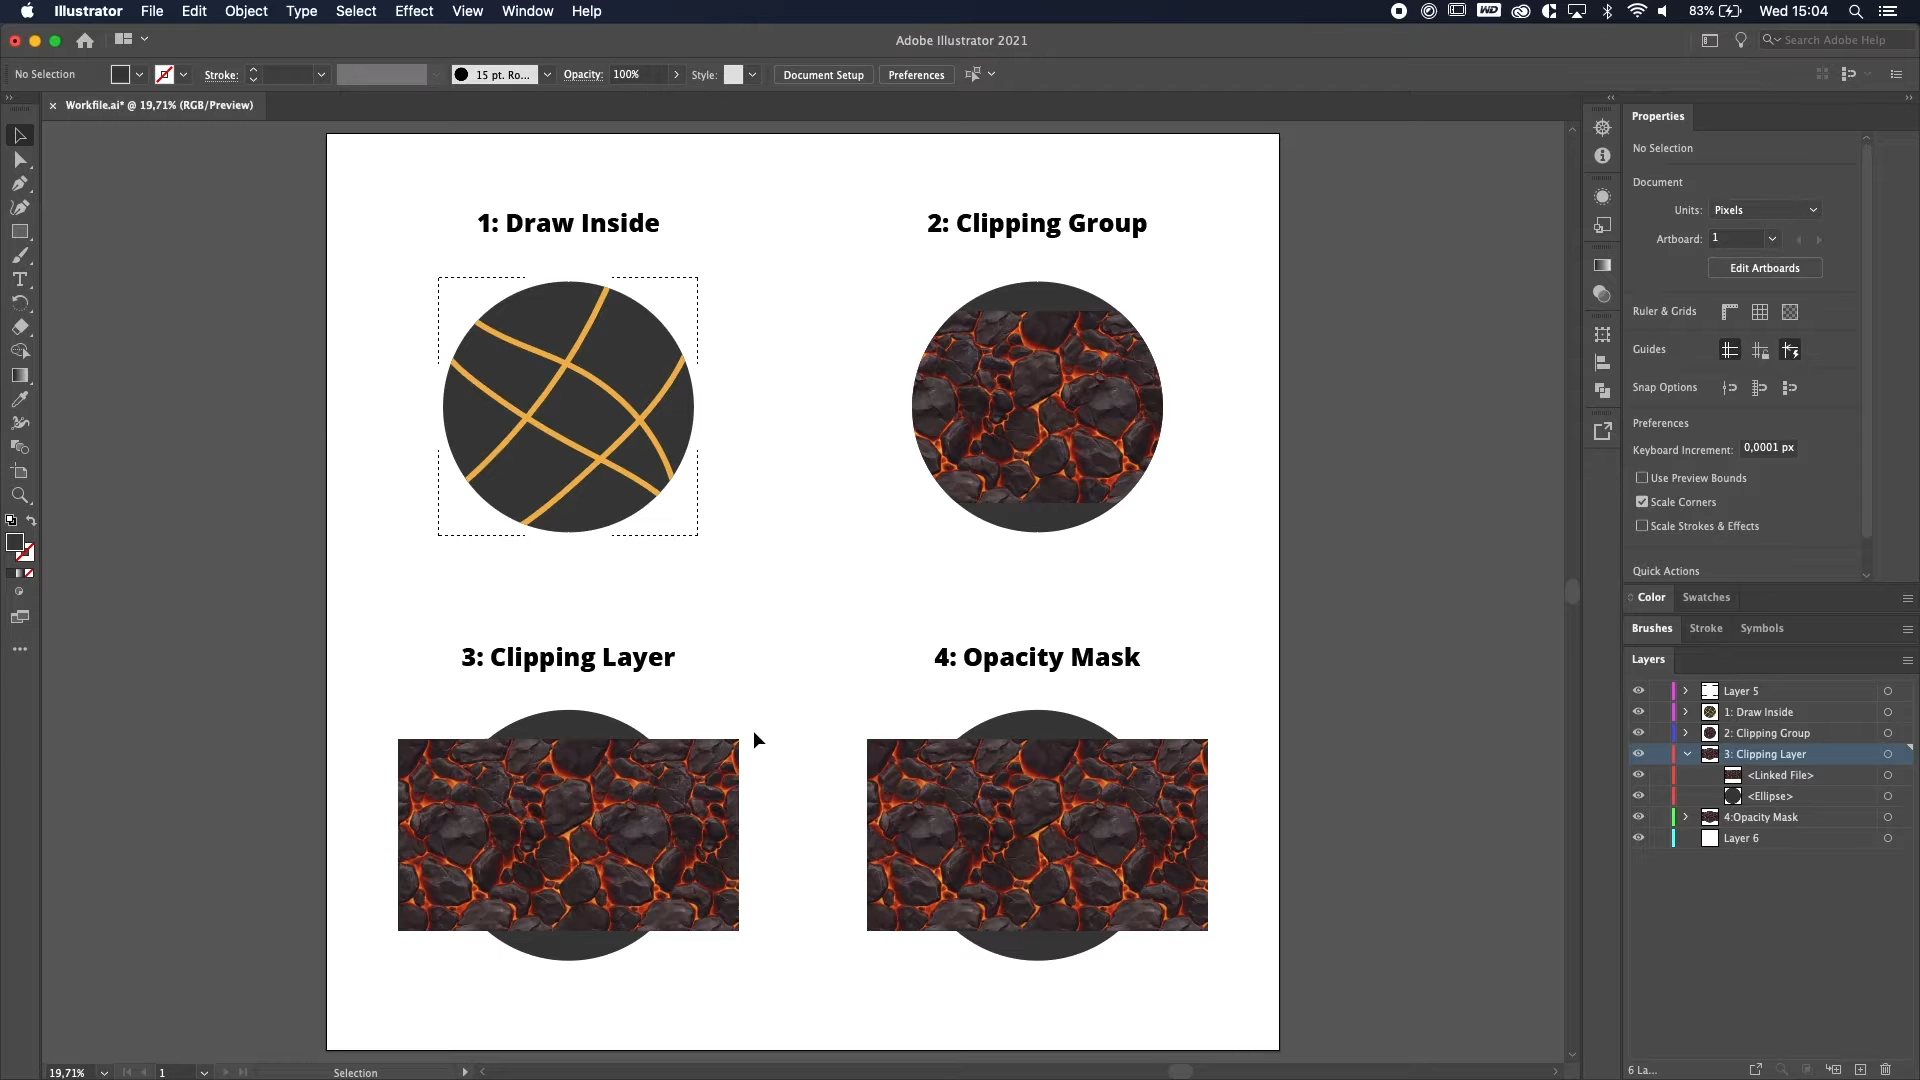 Illustrator File Edit Object Type Select Effect View Window Help
WD 83% Wed 15:04
Adobe Illustrator 2021
Search Adobe Help
No Selection
Stroke:
15 pt. Ro...
Opacity: 100%
Style:
Document Setup
Preferences
Workfile.ai* @ 19,71% (RGB/Preview)
1: Draw Inside
2: Clipping Group
3: Clipping Layer
4: Opacity Mask
Properties
No Selection
Document
Units: Pixels
Artboard: 1
Edit Artboards
Ruler & Grids
Guides
Snap Options
Preferences
Keyboard Increment: 0,0001 px
Use Preview Bounds
Scale Corners
Scale Strokes & Effects
Quick Actions
Color Swatches
Brushes Stroke Symbols
Layers
Layer 5
1: Draw Inside
2: Clipping Group
3: Clipping Layer
<Linked File>
<Ellipse>
4:Opacity Mask
Layer 6
6 La...
19,71%
1
Selection